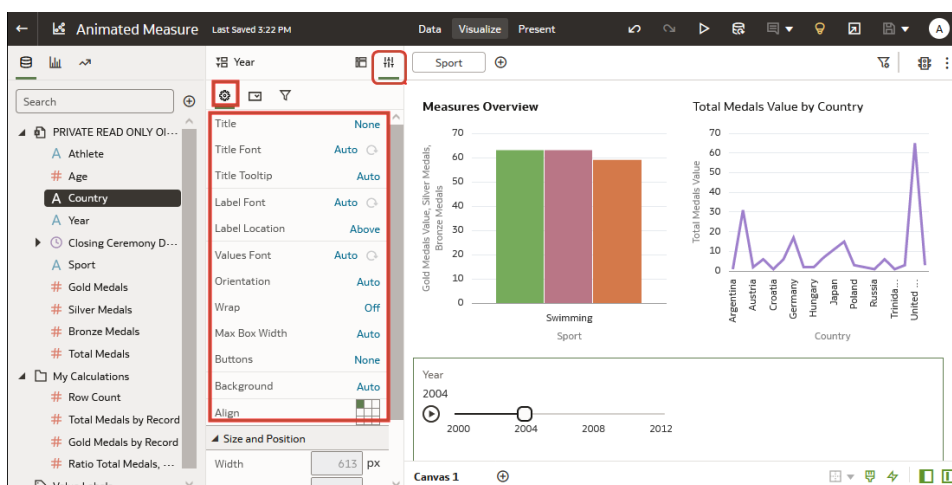 Animated Measure Last Saved 3:22 PM Data Visualize Present A
Year Sport
Search
PRIVATE READ ONLY Ol...
A Athlete
# Age
A Country
A Year
Closing Ceremony D...
A Sport
# Gold Medals
# Silver Medals
# Bronze Medals
# Total Medals
My Calculations
# Row Count
# Total Medals by Record
# Gold Medals by Record
# Ratio Total Medals, ...
Title None
Title Font Auto
Title Tooltip Auto
Label Font Auto
Label Location Above
Values Font Auto
Orientation Auto
Wrap Off
Max Box Width Auto
Buttons None
Background Auto
Align
Size and Position
Width 613 px
Measures Overview
Gold Medals Value, Silver Medals,
Bronze Medals
70
60
50
40
30
20
10
0
Swimming
Sport
Total Medals Value by Country
Total Medals Value
70
60
50
40
30
20
10
0
Argentina
Austria
Croatia
Germany
Hungary
Japan
Poland
Russia
Trinida...
United ...
Country
Year
2004
2000 2004 2008 2012
Canvas 1